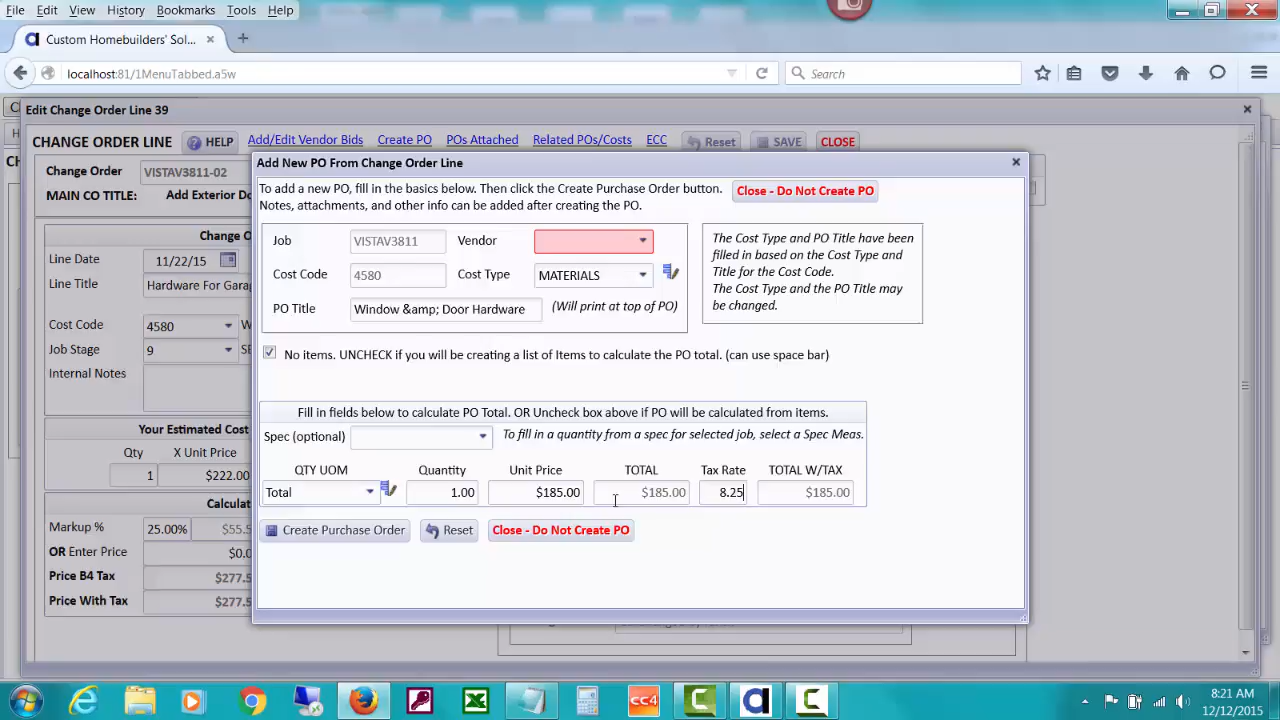 File Edit View History Bookmarks Tools Help
Custom Homebuilders' Sol... × +
localhost:81/1MenuTabbed.a5w
Search
Edit Change Order Line 39
CHANGE ORDER LINE HELP Add/Edit Vendor Bids Create PO POs Attached Related POs/Costs ECC Reset SAVE CLOSE
Change Order VISTAV3811-02
MAIN CO TITLE: Add Exterior Do
Line Date 11/22/15
Line Title Hardware For Garag
Cost Code 4580
Job Stage 9
Internal Notes
Your Estimated Cost
Qty X Unit Price
1 $222.00
Calculat
Markup % 25.00% $55.5
OR Enter Price $0.0
Price B4 Tax $277.5
Price With Tax $277.5
Add New PO From Change Order Line
To add a new PO, fill in the basics below. Then click the Create Purchase Order button.
Notes, attachments, and other info can be added after creating the PO.
Close - Do Not Create PO
Job VISTAV3811 Vendor
Cost Code 4580 Cost Type MATERIALS
PO Title Window &amp; Door Hardware (Will print at top of PO)
The Cost Type and PO Title have been
filled in based on the Cost Type and
Title for the Cost Code.
The Cost Type and the PO Title may
be changed.
No items. UNCHECK if you will be creating a list of Items to calculate the PO total. (can use space bar)
Fill in fields below to calculate PO Total. OR Uncheck box above if PO will be calculated from items.
Spec (optional) To fill in a quantity from a spec for selected job, select a Spec Meas.
QTY UOM Quantity Unit Price TOTAL Tax Rate TOTAL W/TAX
Total 1.00 $185.00 $185.00 8.25 $185.00
Create Purchase Order Reset Close - Do Not Create PO
CC4
8:21 AM
12/12/2015